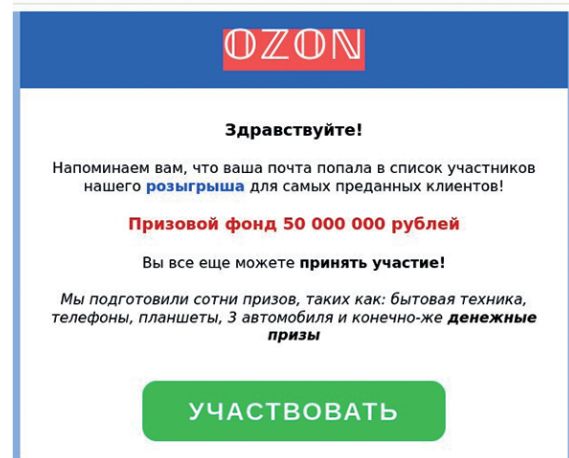 OZON
Здравствуйте!
Напоминаем вам, что ваша почта попала в список участников
нашего розыгрыша для самых преданных клиентов!
Призовой фонд 50 000 000 рублей
Вы все еще можете принять участие!
Мы подготовили сотни призов, таких как: бытовая техника,
телефоны, планшеты, 3 автомобиля и конечно-же денежные
призы
УЧАСТВОВАТЬ